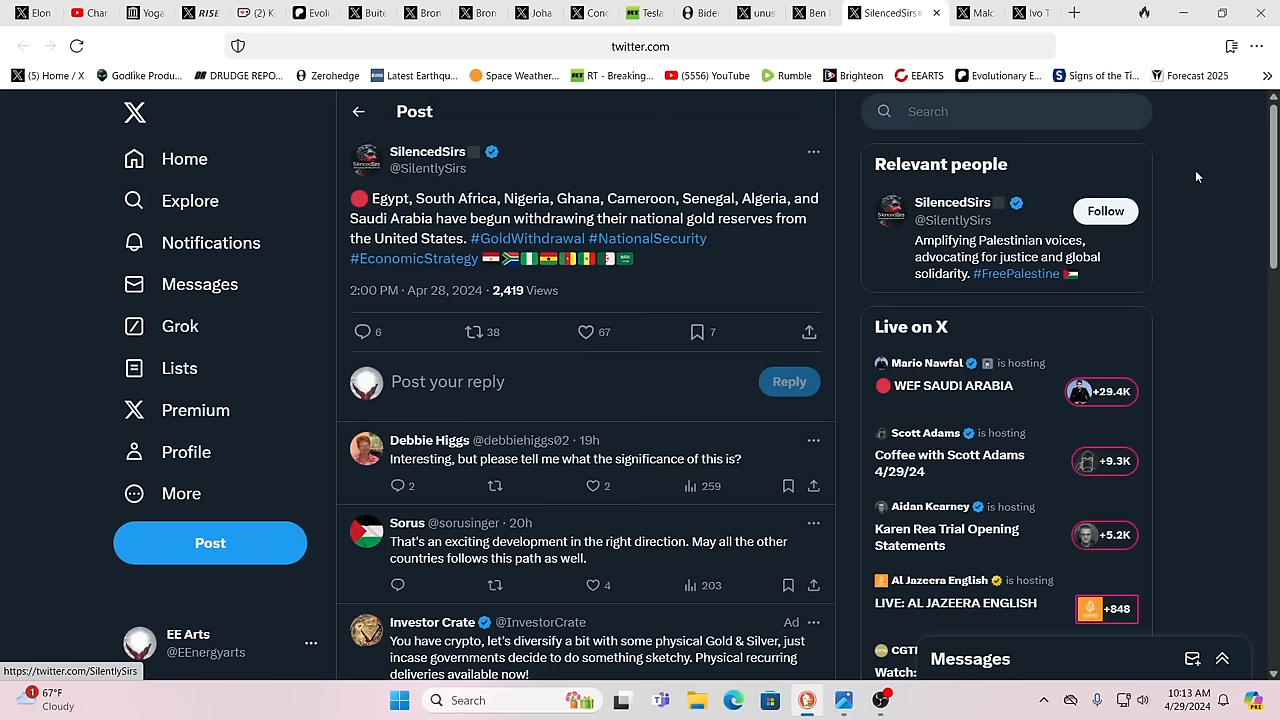 Elon
Char
Yoga
RISE
(2) K
Evol
Buite
Bron
Bron
Joha
Conc
Tesla
Bide
unus
Ben
SilencedSirs
Malc
Ivo T
twitter.com
(5) Home / X
Godlike Produ...
DRUDGE REPO...
Zerohedge
Latest Earthqu...
Space Weather...
RT - Breaking...
(5556) YouTube
Rumble
Brighteon
EEARTS
Evolutionary E...
Signs of the Ti...
Forecast 2025
Home
Explore
Notifications
Messages
Grok
Lists
Premium
Profile
More
Post
EE Arts
@EEnergyarts
https://twitter.com/SilentlySirs
Post
SilencedSirs
@SilentlySirs
Egypt, South Africa, Nigeria, Ghana, Cameroon, Senegal, Algeria, and
Saudi Arabia have begun withdrawing their national gold reserves from
the United States. #GoldWithdrawal #NationalSecurity
#EconomicStrategy
2:00 PM · Apr 28, 2024 · 2,419 Views
6
38
67
7
Post your reply
Reply
Debbie Higgs @debbiehiggs02 · 19h
Interesting, but please tell me what the significance of this is?
2
2
259
Sorus @sorusinger · 20h
That's an exciting development in the right direction. May all the other
countries follows this path as well.
4
203
Investor Crate @InvestorCrate Ad
You have crypto, let's diversify a bit with some physical Gold & Silver, just
incase governments decide to do something sketchy. Physical recurring
deliveries available now!
Search
Relevant people
SilencedSirs
@SilentlySirs
Follow
Amplifying Palestinian voices,
advocating for justice and global
solidarity. #FreePalestine
Live on X
Mario Nawfal is hosting
WEF SAUDI ARABIA
+29.4K
Scott Adams is hosting
Coffee with Scott Adams
4/29/24
+9.3K
Aidan Kearney is hosting
Karen Rea Trial Opening
Statements
+5.2K
Al Jazeera English is hosting
LIVE: AL JAZEERA ENGLISH
+848
CGT
Watch:
Messages
1
67°F
Cloudy
Search
10:13 AM
4/29/2024
PRE